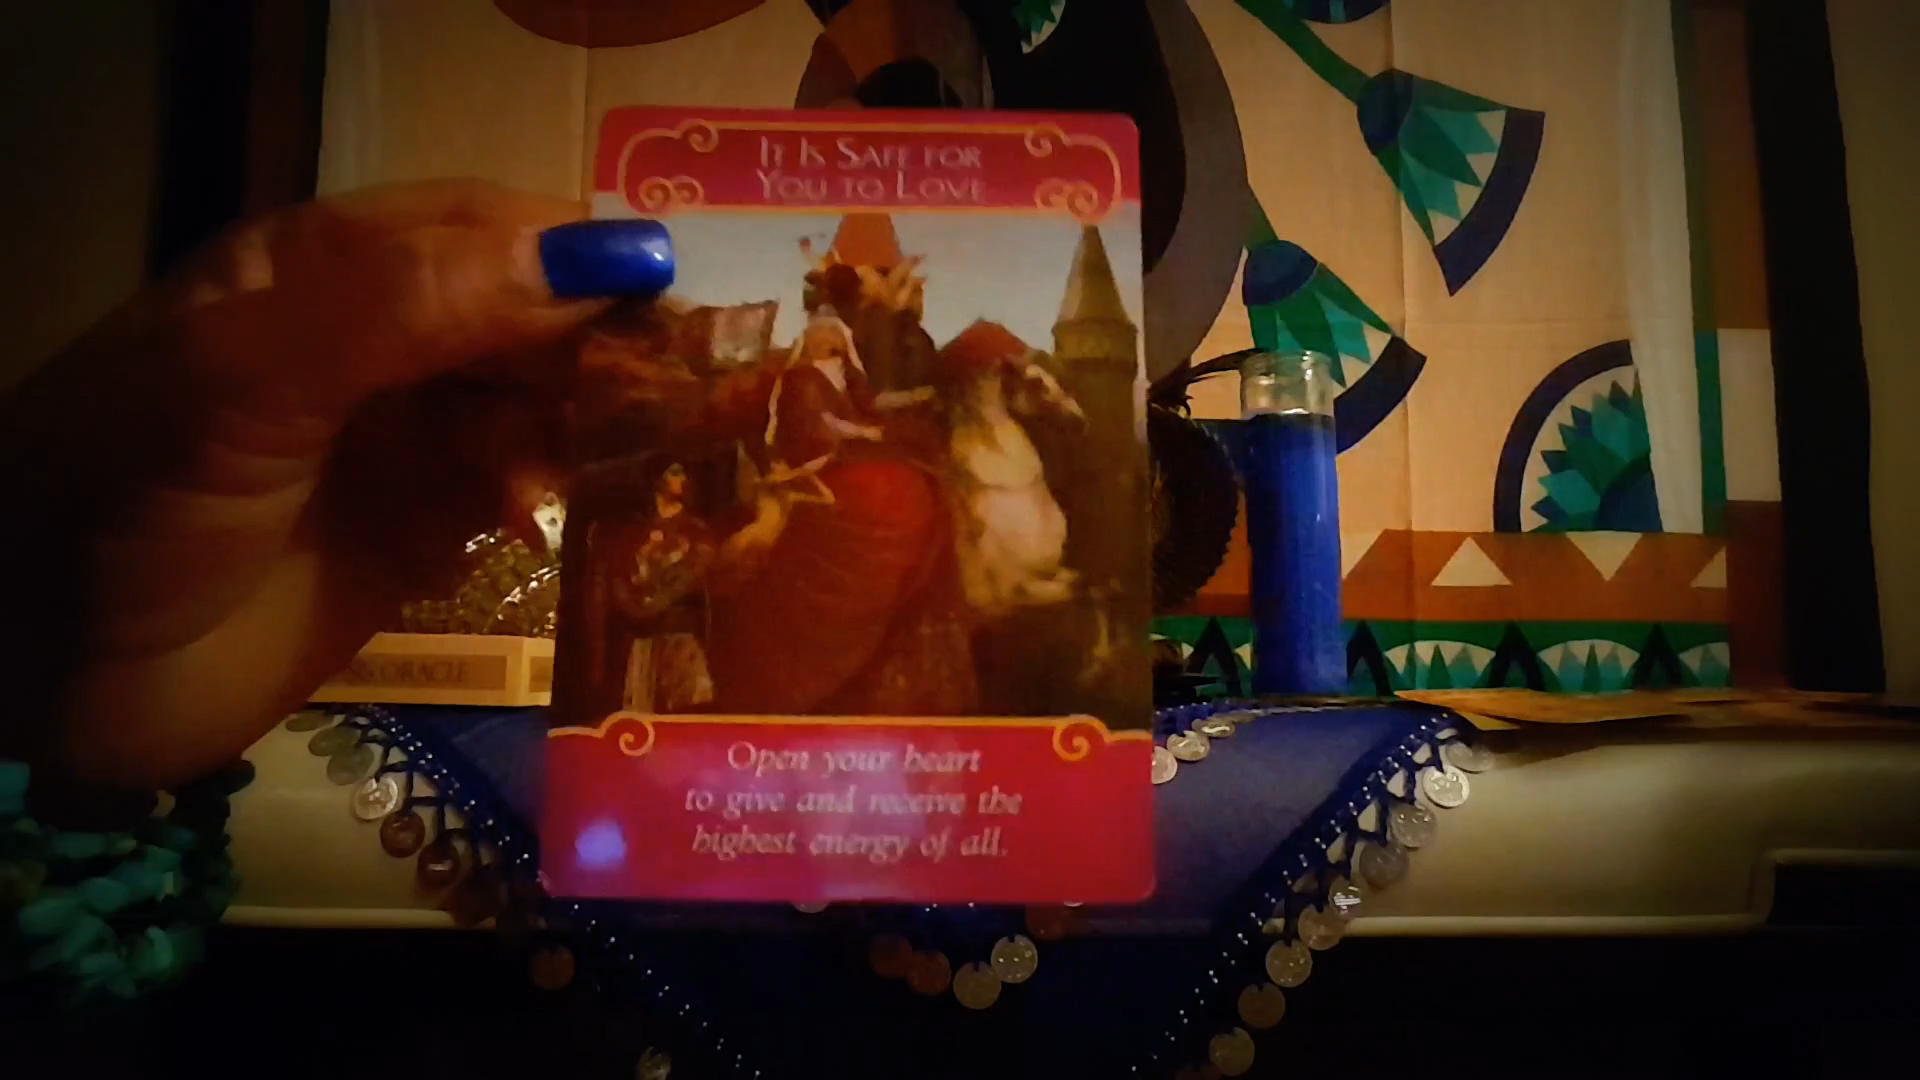 It Is Safe for
You to Love
ORACLE
Open your heart
to give and receive the
highest energy of all.